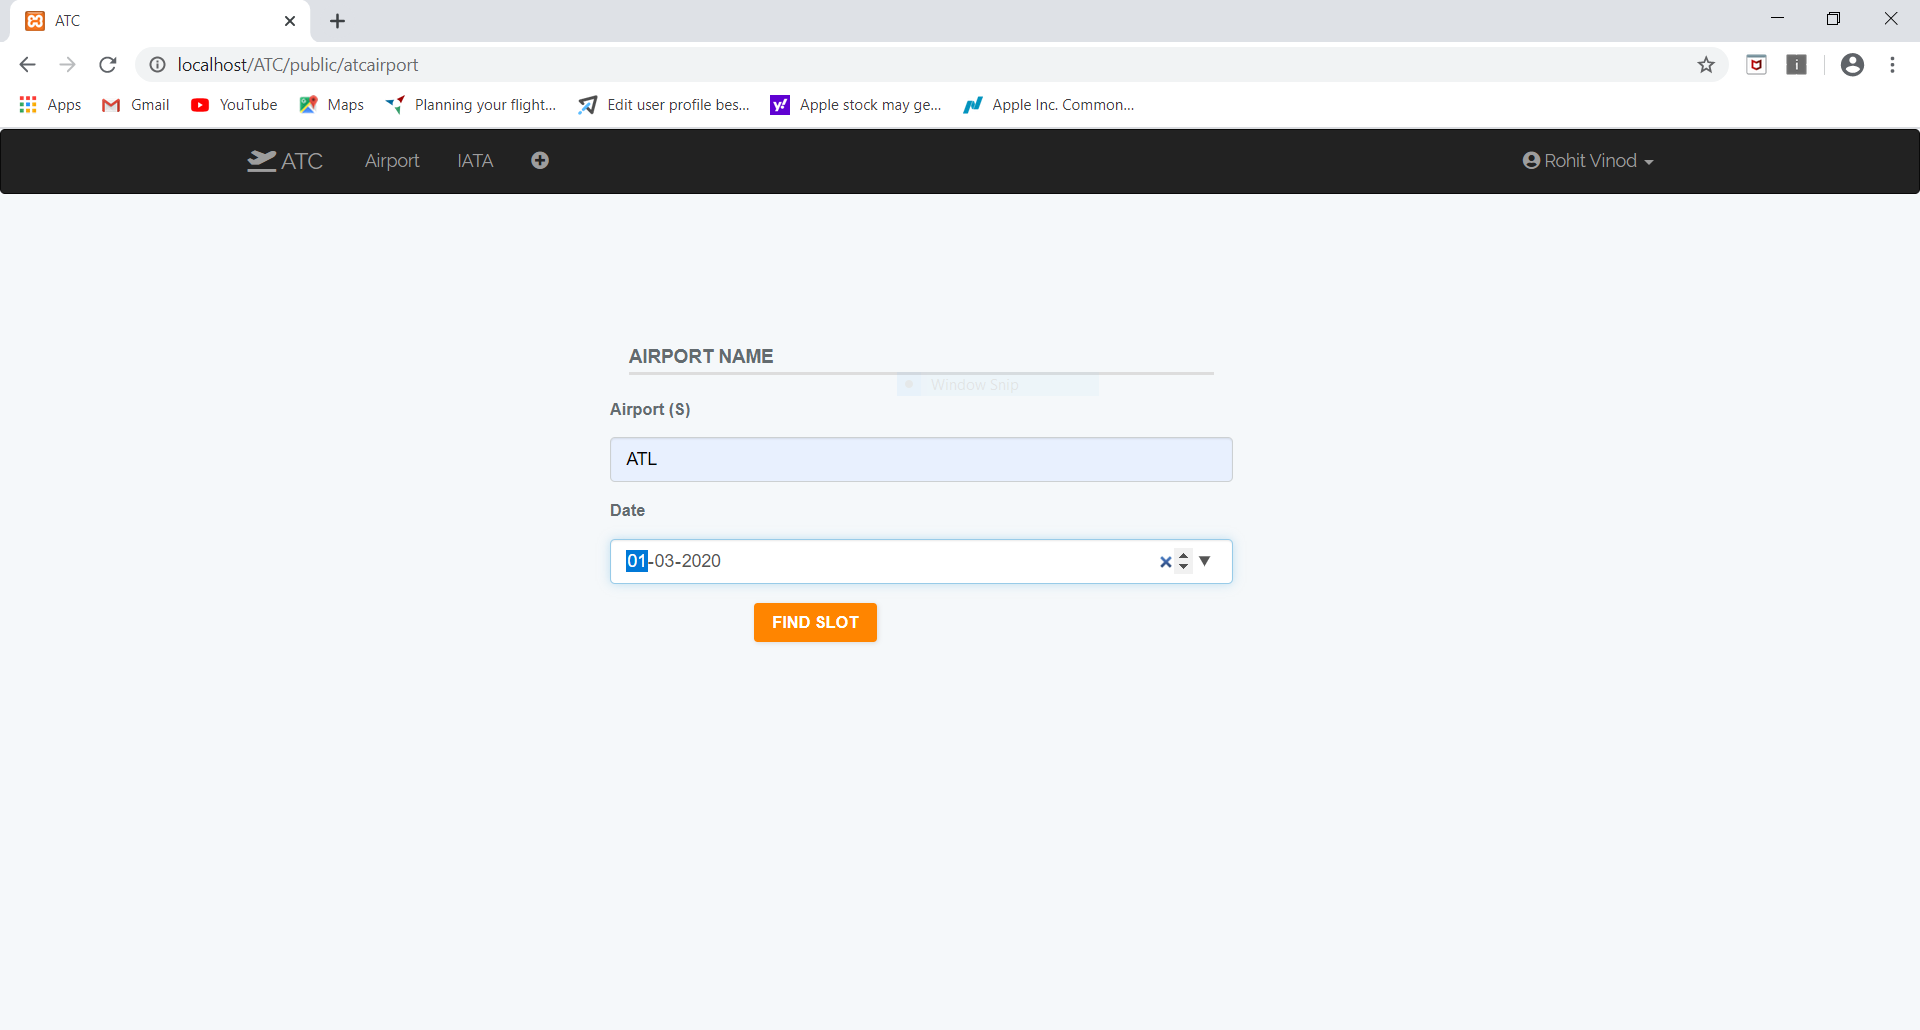 ATC
localhost/ATC/public/atcairport
Apps Gmail YouTube Maps Planning your flight... Edit user profile bes... Apple stock may ge... Apple Inc. Common...
ATC Airport IATA Rohit Vinod
AIRPORT NAME
Window Snip
Airport (S)
ATL
Date
01-03-2020
FIND SLOT